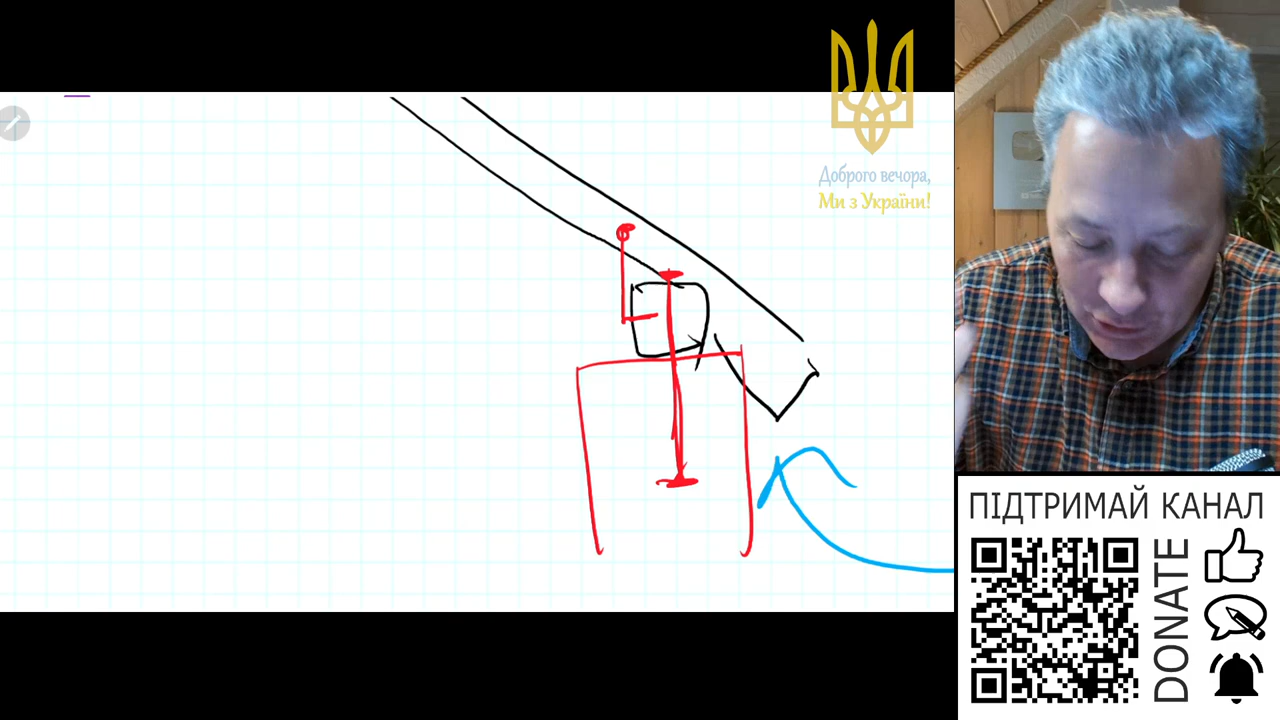 Доброго вечора,
Ми з України!
ПІДТРИМАЙ КАНАЛ
DONATE